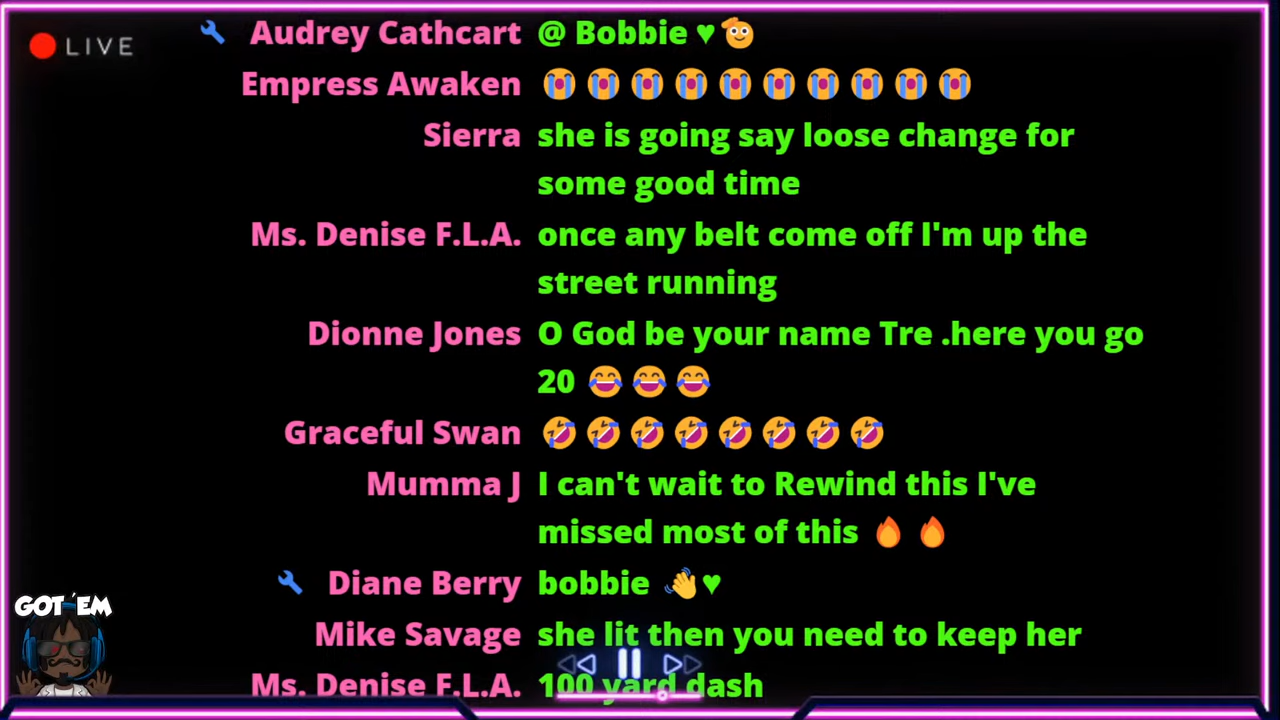 LIVE
Audrey Cathcart @ Bobbie ♥🫡
Empress Awaken 😭😭😭😭😭😭😭😭😭😭
Sierra she is going say loose change for
some good time
Ms. Denise F.L.A. once any belt come off I'm up the
street running
Dionne Jones O God be your name Tre .here you go
20 😂😂😂
Graceful Swan 🤣🤣🤣🤣🤣🤣🤣🤣
Mumma J I can't wait to Rewind this I've
missed most of this 🔥🔥
Diane Berry bobbie 👋♥
Mike Savage she lit then you need to keep her
Ms. Denise F.L.A. 100 yard dash
GOT 'EM